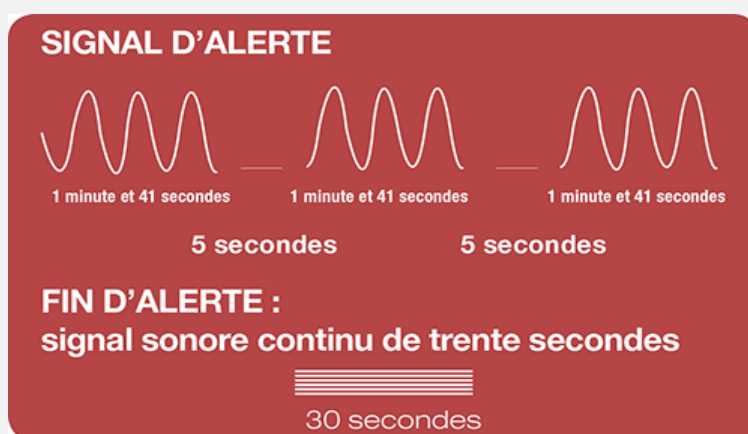 SIGNAL D'ALERTE
1 minute et 41 secondes 1 minute et 41 secondes 1 minute et 41 secondes
5 secondes 5 secondes
FIN D'ALERTE :
signal sonore continu de trente secondes
30 secondes